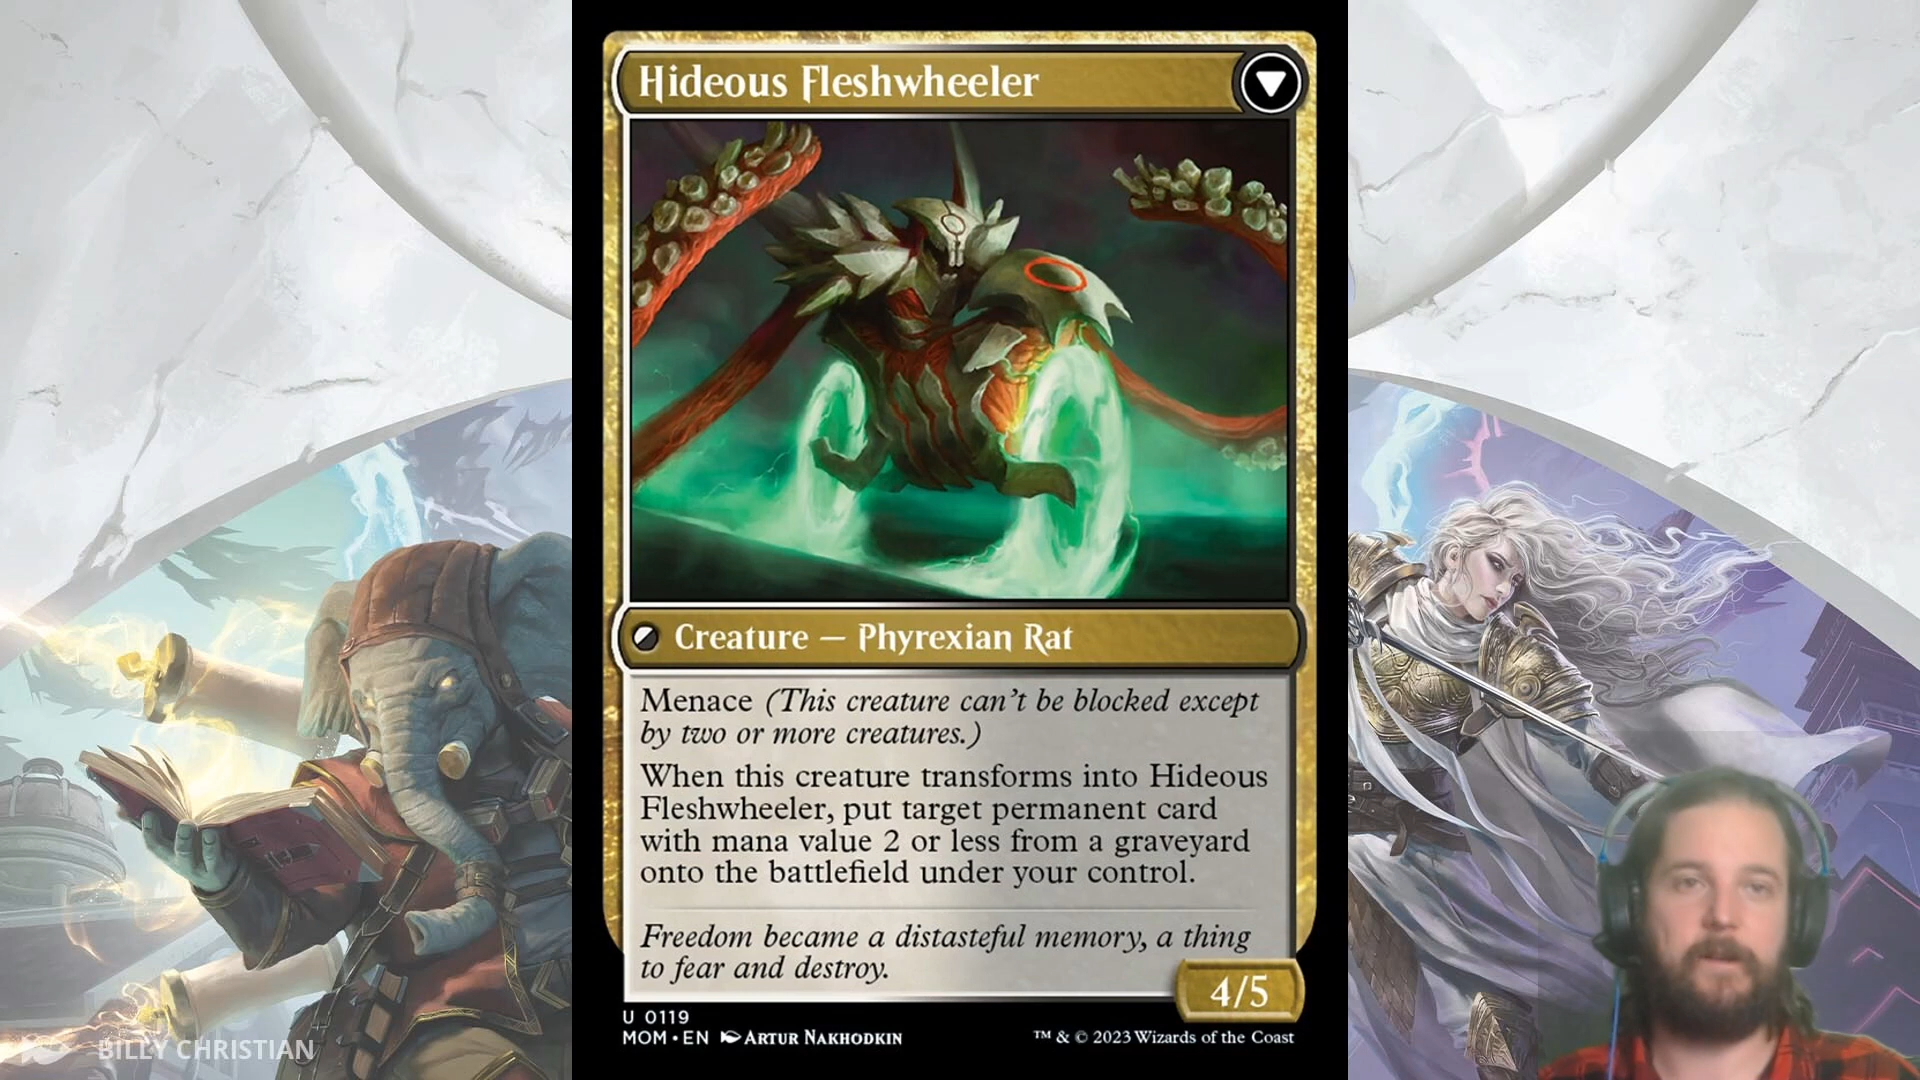 Hideous Fleshwheeler
Creature — Phyrexian Rat
Menace (This creature can't be blocked except
by two or more creatures.)
When this creature transforms into Hideous
Fleshwheeler, put target permanent card
with mana value 2 or less from a graveyard
onto the battlefield under your control.
Freedom became a distasteful memory, a thing
to fear and destroy.
4/5
U 0119
MOM • EN Artur Nakhodkin
™ & © 2023 Wizards of the Coast
BILLY CHRISTIAN